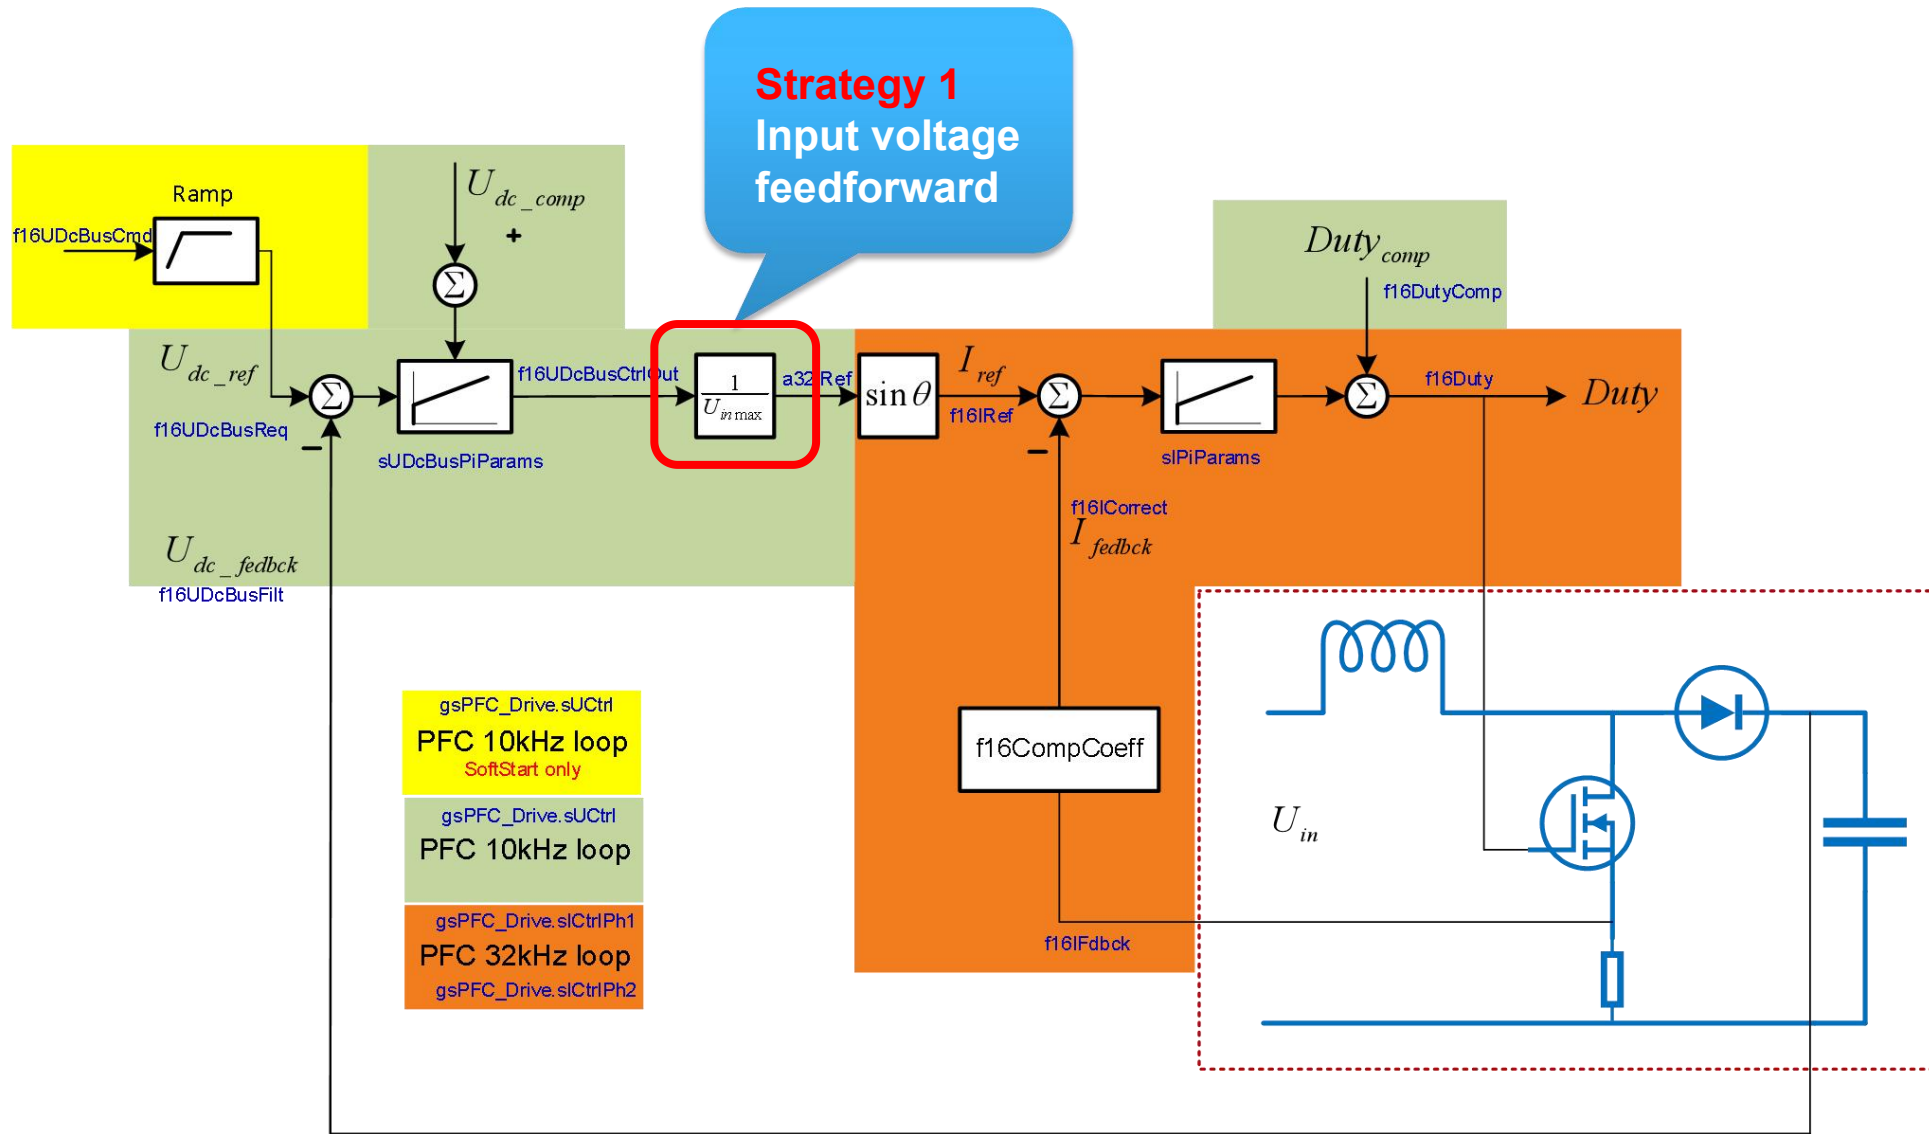 Strategy 1
Input voltage
feedforward
Ramp
f16UDcBusCmd
U dc_comp
+
Σ
Duty comp
f16DutyComp
U dc_ref
f16UDcBusReq
Σ
−
sUDcBusPiParams
f16UDcBusCtrlOut
1
U in max
a32IRef
sin θ
I ref
f16IRef
Σ
−
sIPiParams
Σ
f16Duty
Duty
f16ICorrect
I fedbck
U dc_fedbck
f16UDcBusFilt
f16CompCoeff
f16IFdbck
U in
gsPFC_Drive.sUCtrl
PFC 10kHz loop
SoftStart only
gsPFC_Drive.sUCtrl
PFC 10kHz loop
gsPFC_Drive.sICtrlPh1
PFC 32kHz loop
gsPFC_Drive.sICtrlPh2